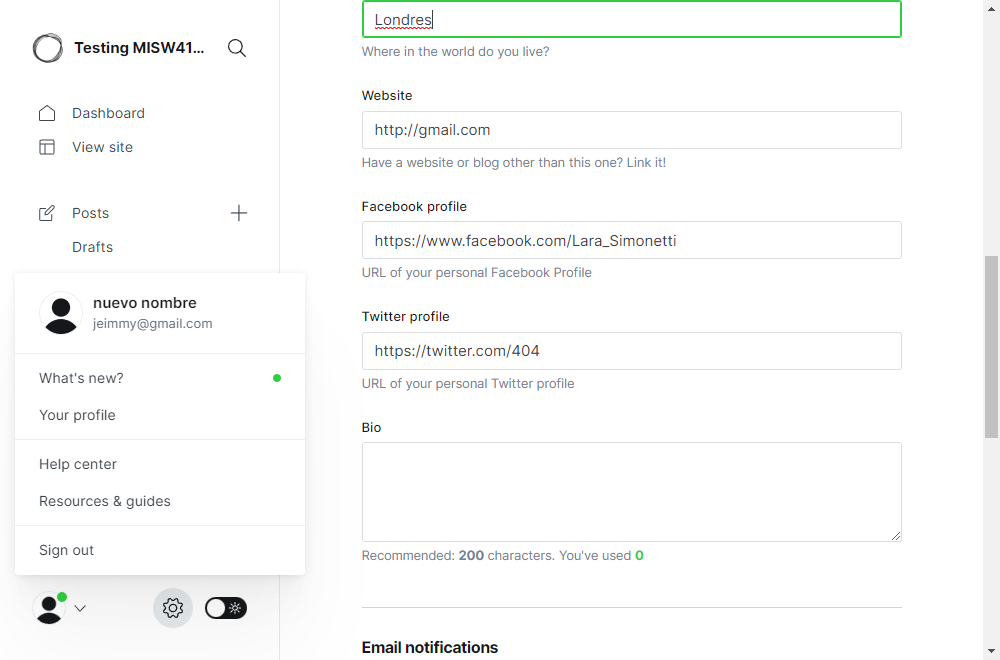 Testing MISW41...
Dashboard
View site
Posts
Drafts
nuevo nombre
jeimmy@gmail.com
What's new?
Your profile
Help center
Resources & guides
Sign out
Londres
Where in the world do you live?
Website
http://gmail.com
Have a website or blog other than this one? Link it!
Facebook profile
https://www.facebook.com/Lara_Simonetti
URL of your personal Facebook Profile
Twitter profile
https://twitter.com/404
URL of your personal Twitter profile
Bio
Recommended: 200 characters. You've used 0
Email notifications